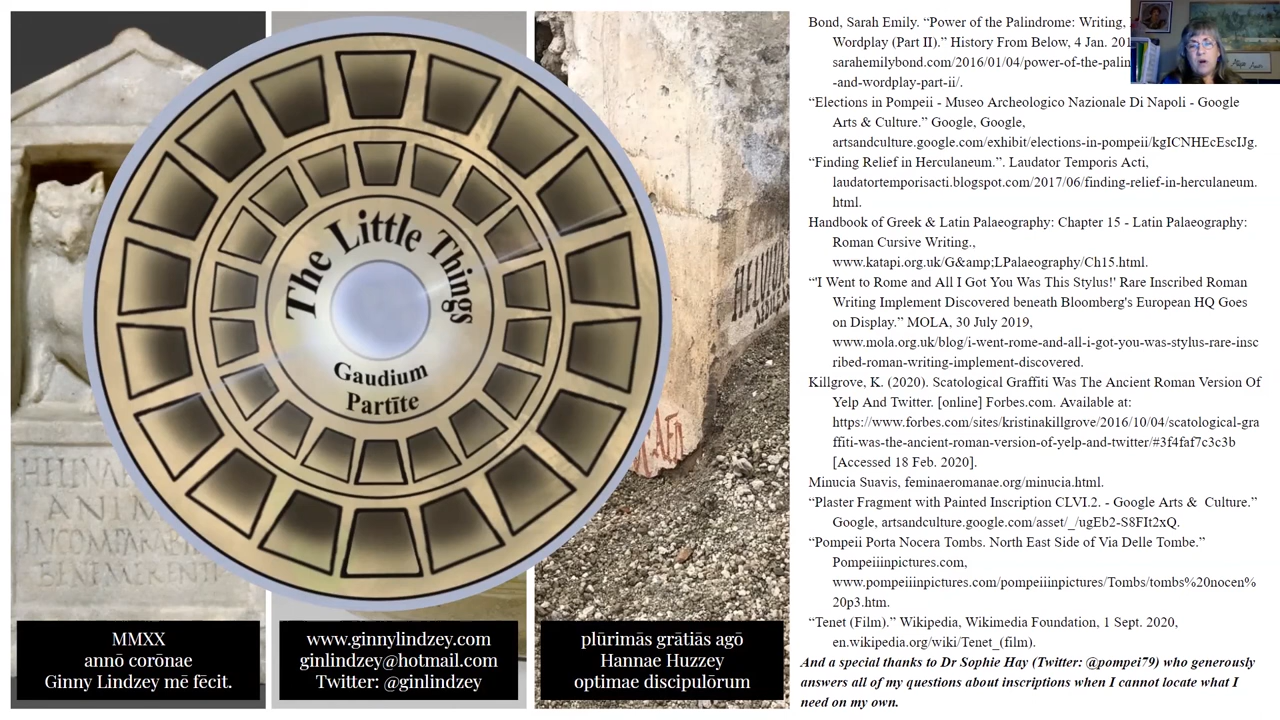 The Little Things
Gaudium
Partīte
HELINAE
ANIM
INCOMPARAB
BENEMERENTI
MMXX
annō corōnae
Ginny Lindzey mē fēcit.
www.ginnylindzey.com
ginlindzey@hotmail.com
Twitter: @ginlindzey
plūrimās grātiās agō
Hannae Huzzey
optimae discipulōrum
Bond, Sarah Emily. “Power of the Palindrome: Writing,
Wordplay (Part II).” History From Below, 4 Jan. 201
sarahemilybond.com/2016/01/04/power-of-the-palin
-and-wordplay-part-ii/.
“Elections in Pompeii - Museo Archeologico Nazionale Di Napoli - Google
Arts & Culture.” Google, Google,
artsandculture.google.com/exhibit/elections-in-pompeii/kgICNHEcEscIJg.
“Finding Relief in Herculaneum.”. Laudator Temporis Acti,
laudatortemporisacti.blogspot.com/2017/06/finding-relief-in-herculaneum.
html.
Handbook of Greek & Latin Palaeography: Chapter 15 - Latin Palaeography:
Roman Cursive Writing.,
www.katapi.org.uk/G&amp;LPalaeography/Ch15.html.
“'I Went to Rome and All I Got You Was This Stylus!' Rare Inscribed Roman
Writing Implement Discovered beneath Bloomberg's European HQ Goes
on Display.” MOLA, 30 July 2019,
www.mola.org.uk/blog/i-went-rome-and-all-i-got-you-was-stylus-rare-insc
ribed-roman-writing-implement-discovered.
Killgrove, K. (2020). Scatological Graffiti Was The Ancient Roman Version Of
Yelp And Twitter. [online] Forbes.com. Available at:
https://www.forbes.com/sites/kristinakillgrove/2016/10/04/scatological-gra
ffiti-was-the-ancient-roman-version-of-yelp-and-twitter/#3f4faf7c3c3b
[Accessed 18 Feb. 2020].
Minucia Suavis, feminaeromanae.org/minucia.html.
“Plaster Fragment with Painted Inscription CLVI.2. - Google Arts & Culture.”
Google, artsandculture.google.com/asset/_/ugEb2-S8FIt2xQ.
“Pompeii Porta Nocera Tombs. North East Side of Via Delle Tombe.”
Pompeiiinpictures.com,
www.pompeiiinpictures.com/pompeiiinpictures/Tombs/tombs%20nocen%
20p3.htm.
“Tenet (Film).” Wikipedia, Wikimedia Foundation, 1 Sept. 2020,
en.wikipedia.org/wiki/Tenet_(film).
And a special thanks to Dr Sophie Hay (Twitter: @pompei79) who generously
answers all of my questions about inscriptions when I cannot locate what I
need on my own.